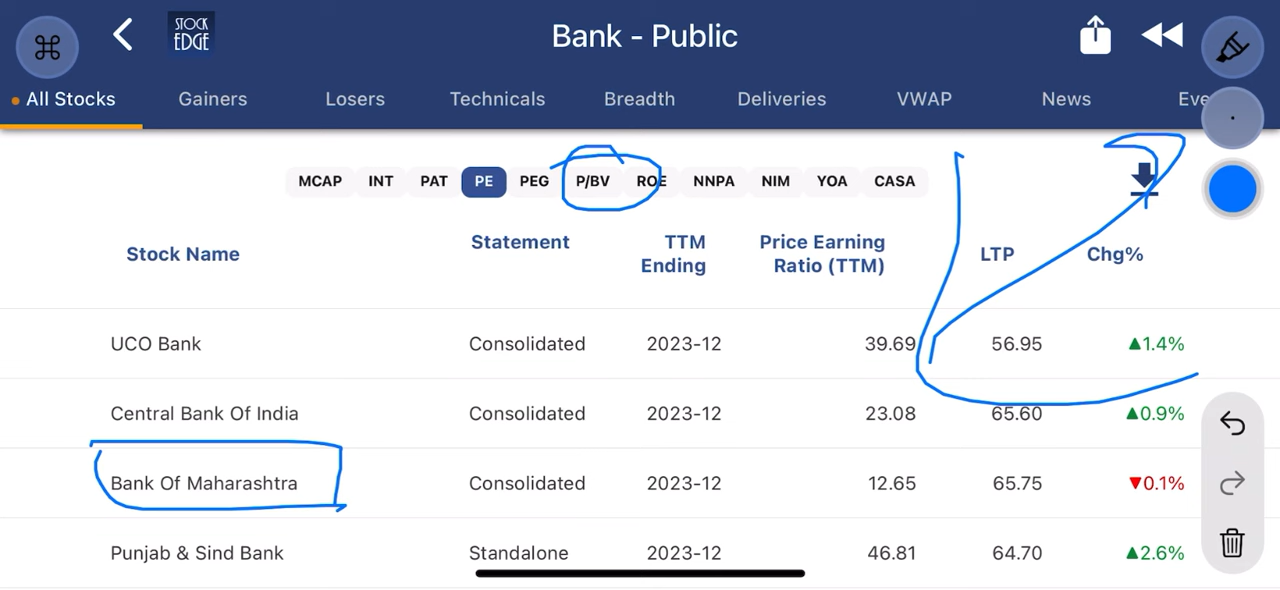 STOCK EDGE
Bank - Public
All Stocks Gainers Losers Technicals Breadth Deliveries VWAP News Eve
MCAP INT PAT PE PEG P/BV ROE NNPA NIM YOA CASA
Stock Name Statement TTM Ending Price Earning Ratio (TTM) LTP Chg%
UCO Bank Consolidated 2023-12 39.69 56.95 ▲1.4%
Central Bank Of India Consolidated 2023-12 23.08 65.60 ▲0.9%
Bank Of Maharashtra Consolidated 2023-12 12.65 65.75 ▼0.1%
Punjab & Sind Bank Standalone 2023-12 46.81 64.70 ▲2.6%